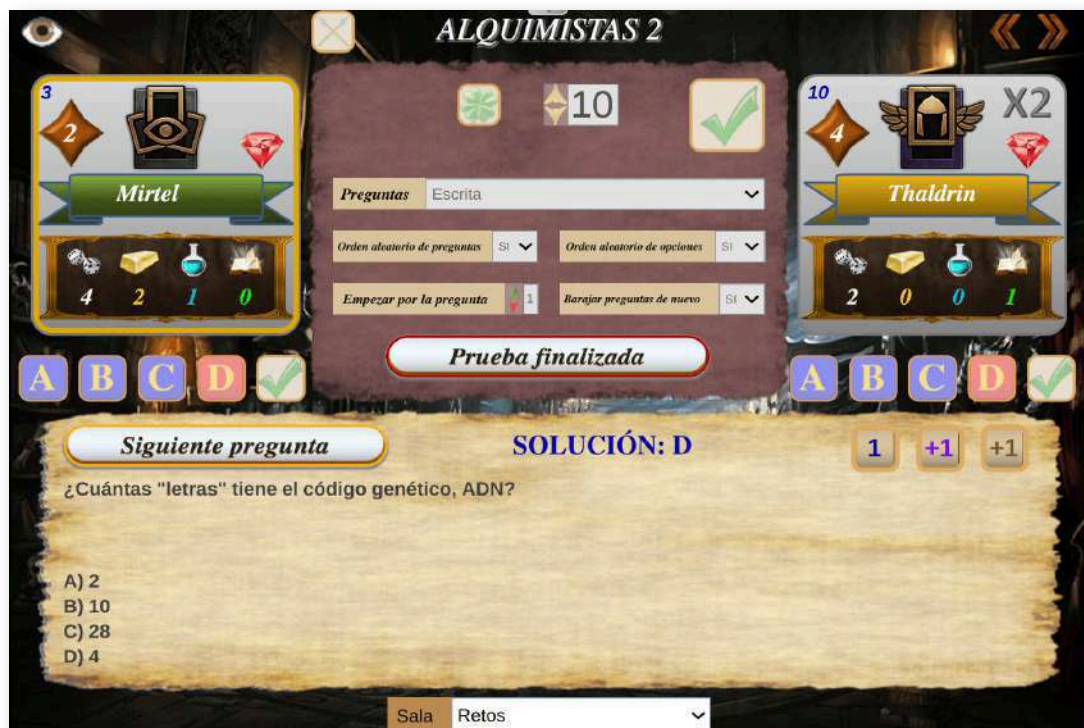 ALQUIMISTAS 2
3
2
Mirtel
4 2 1 0
10
Preguntas Escrita
Orden aleatorio de preguntas SI
Orden aleatorio de opciones SI
Empezar por la pregunta 1
Barajar preguntas de nuevo SI
Prueba finalizada
10
4
X2
Thaldrin
2 0 0 1
A B C D
A B C D
Siguiente pregunta
SOLUCIÓN: D
1 +1 +1
¿Cuántas "letras" tiene el código genético, ADN?
A) 2
B) 10
C) 28
D) 4
Sala Retos